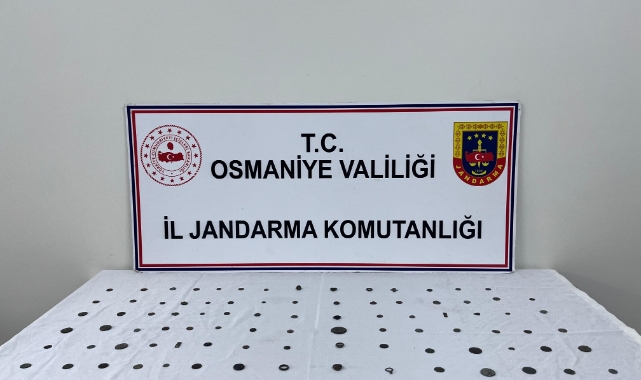 T.C.
OSMANİYE VALİLİĞİ
JANDARMA
İL JANDARMA KOMUTANLIĞI